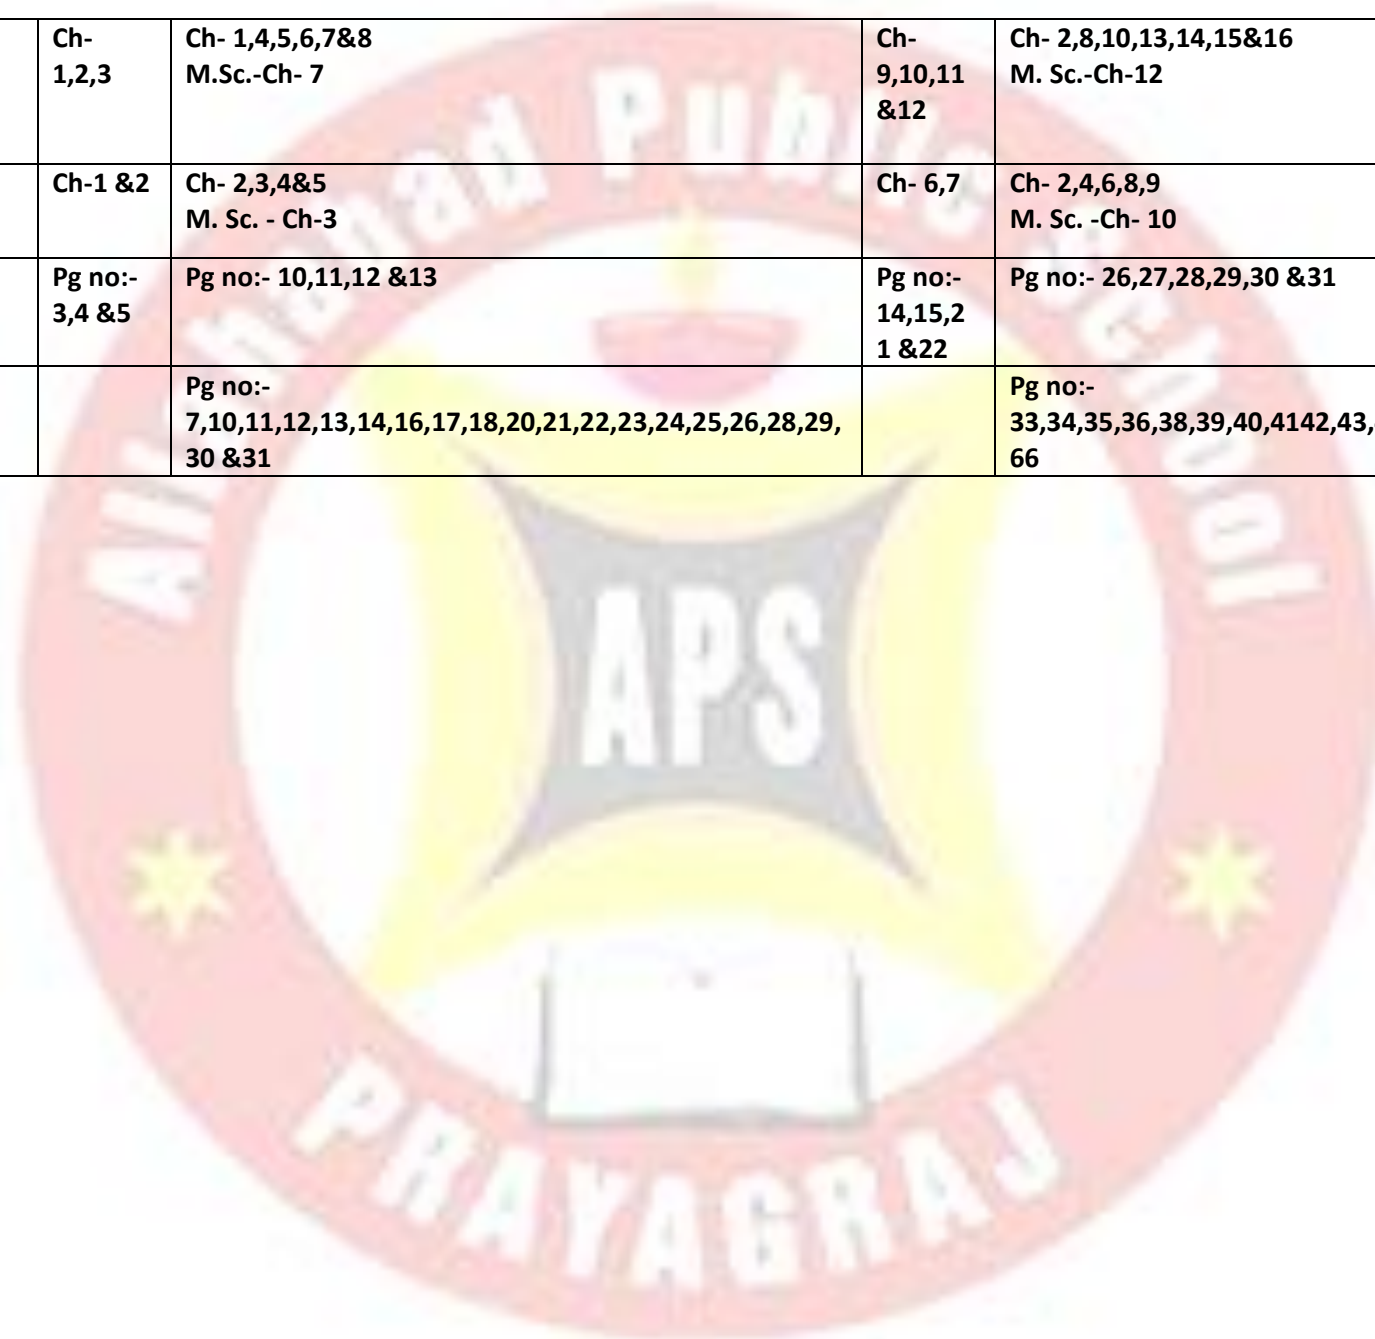 Ch-
1,2,3
Ch- 1,4,5,6,7&8
M.Sc.-Ch- 7
Ch-
9,10,11
&12
Ch- 2,8,10,13,14,15&16
M. Sc.-Ch-12
Ch-1 &2
Ch- 2,3,4&5
M. Sc. - Ch-3
Ch- 6,7
Ch- 2,4,6,8,9
M. Sc. -Ch- 10
Pg no:-
3,4 &5
Pg no:- 10,11,12 &13
Pg no:-
14,15,2
1 &22
Pg no:- 26,27,28,29,30 &31
Pg no:-
7,10,11,12,13,14,16,17,18,20,21,22,23,24,25,26,28,29,
30 &31
Pg no:-
33,34,35,36,38,39,40,4142,43,
66
Allahabad Public School
APS
PRAYAGRAJ